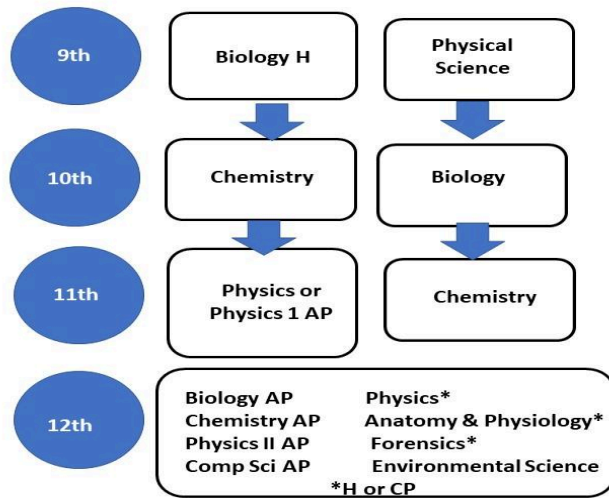 9th
Biology H
Physical
Science
10th
Chemistry
Biology
11th
Physics or
Physics 1 AP
Chemistry
12th
Biology AP Physics*
Chemistry AP Anatomy & Physiology*
Physics II AP Forensics*
Comp Sci AP Environmental Science
*H or CP